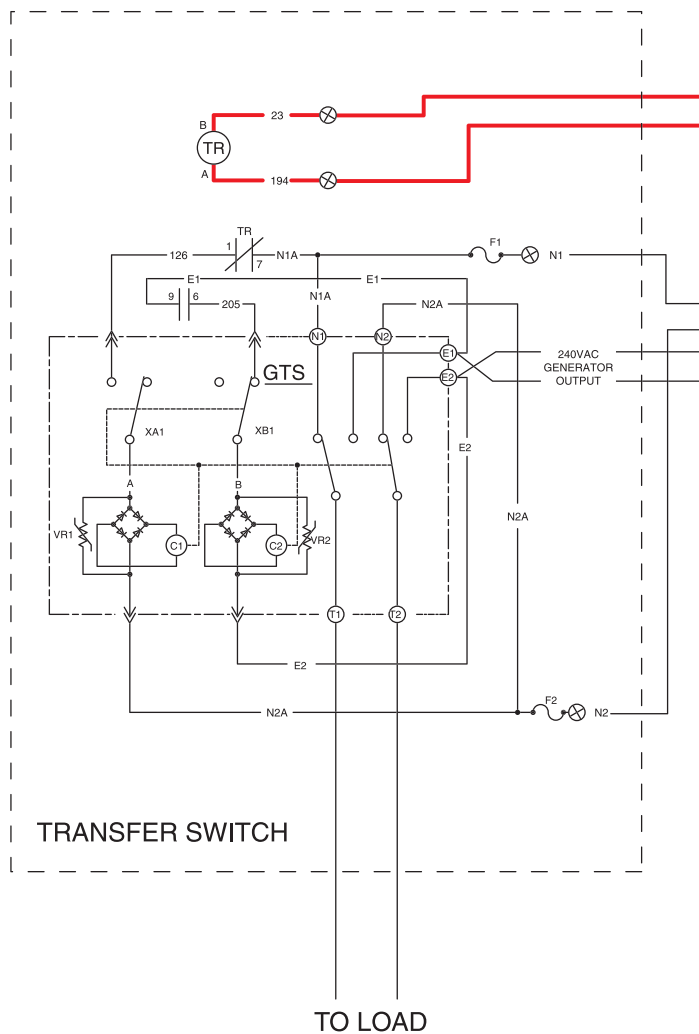 23
B
TR
A
194
TR
1
126
N1A
7
F1
N1
E1
E1
9
6
205
N1A
N2A
N1
N2
E1
E2
240VAC
GENERATOR
OUTPUT
GTS
XA1
XB1
E2
A
B
N2A
VR1
C1
C2
VR2
T1
T2
E2
F2
N2A
N2
TRANSFER SWITCH
TO LOAD